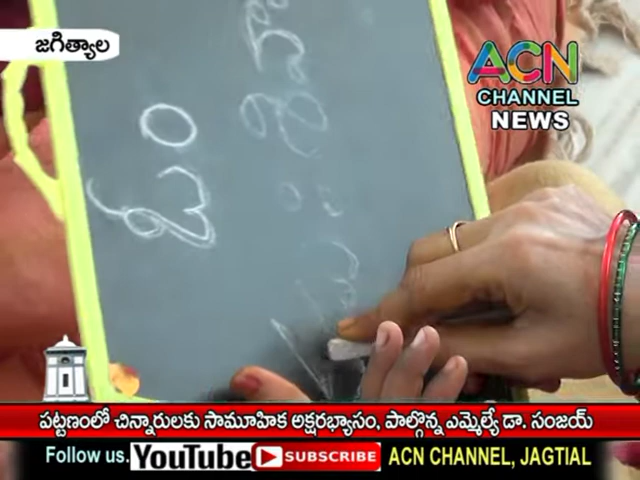 జగిత్యాల
ACN
CHANNEL
NEWS
ఓం
పట్టణంలో చిన్నారులకు సామూహిక అక్షరభ్యాసం, పాల్గొన్న ఎమ్మెల్యే డా. సంజయ్
Follow us. YouTube SUBSCRIBE ACN CHANNEL, JAGTIAL